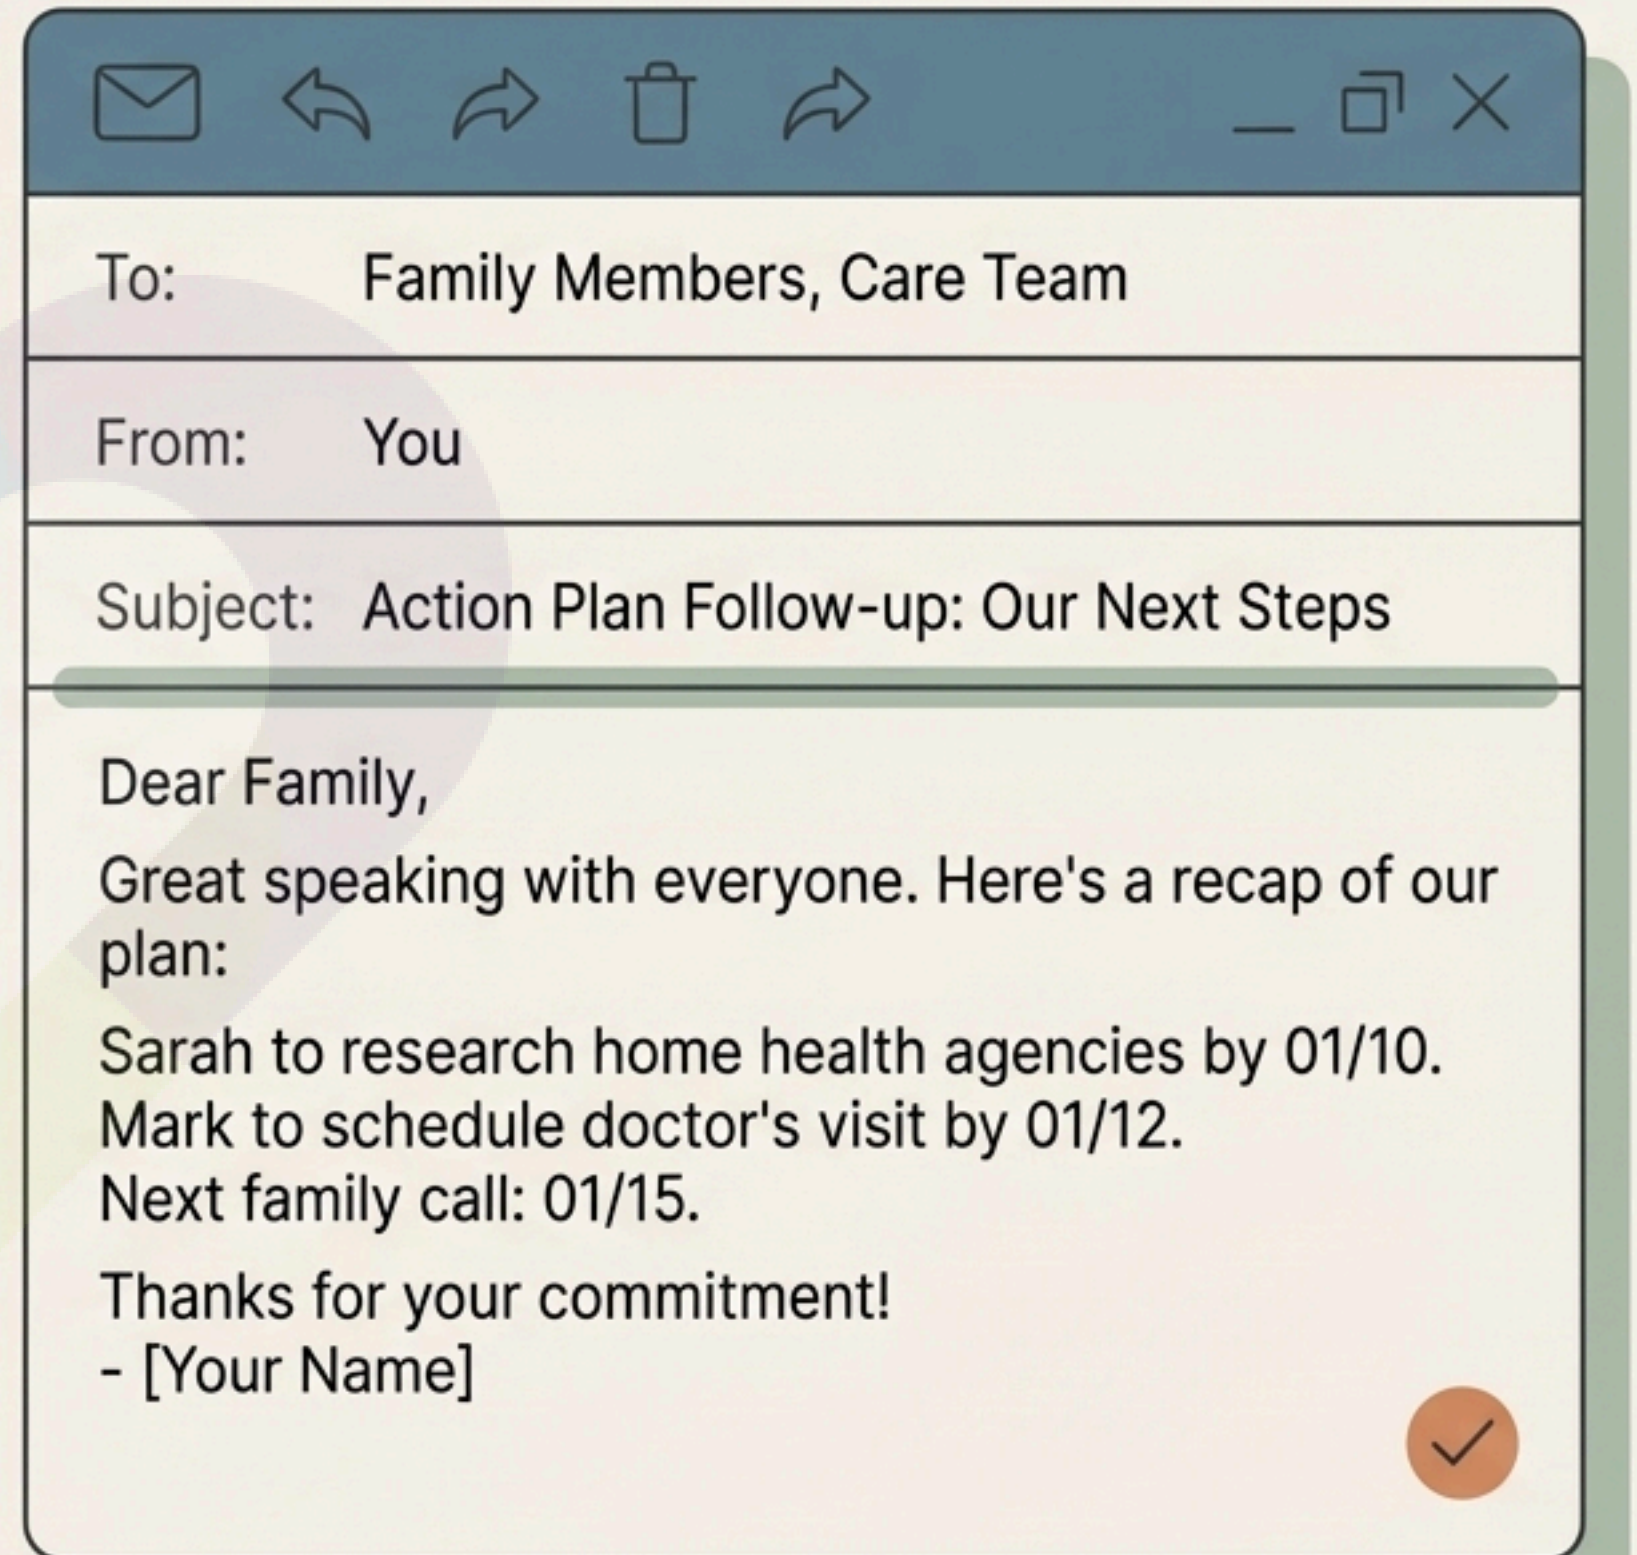 To: Family Members, Care Team
From: You
Subject: Action Plan Follow-up: Our Next Steps
Dear Family,
Great speaking with everyone. Here's a recap of our
plan:
Sarah to research home health agencies by 01/10.
Mark to schedule doctor's visit by 01/12.
Next family call: 01/15.
Thanks for your commitment!
- [Your Name]